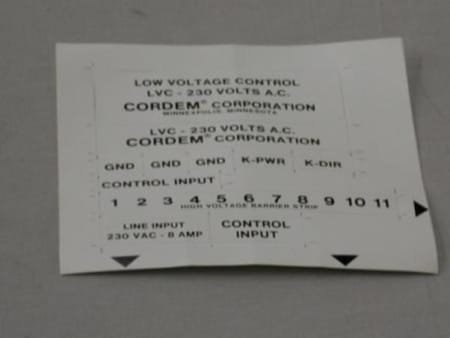 LOW VOLTAGE CONTROL
LVC - 230 VOLTS A.C.
CORDEM® CORPORATION
MINNEAPOLIS, MINNESOTA
LVC - 230 VOLTS A.C.
CORDEM® CORPORATION
GND GND GND K-PWR K-DIR
CONTROL INPUT
1 2 3 4 5 6 7 8 9 10 11
HIGH VOLTAGE BARRIER STRIP
LINE INPUT
230 VAC - 8 AMP
CONTROL
INPUT